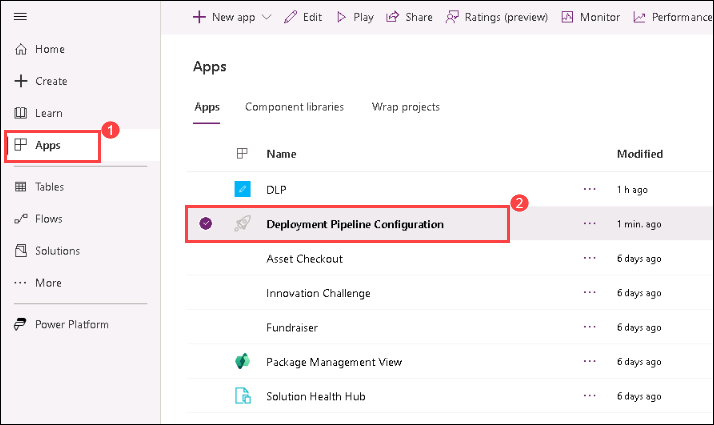 New app
Edit
Play
Share
Ratings (preview)
Monitor
Performance
Home
Create
Learn
Apps
1
Tables
Flows
Solutions
More
Power Platform
Apps
Apps
Component libraries
Wrap projects
Name
Modified
DLP
1 h ago
2
Deployment Pipeline Configuration
1 min. ago
Asset Checkout
6 days ago
Innovation Challenge
6 days ago
Fundraiser
6 days ago
Package Management View
6 days ago
Solution Health Hub
6 days ago